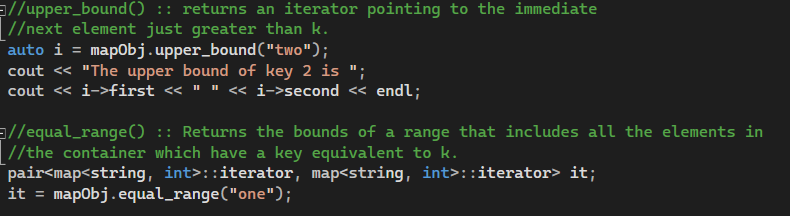 //upper_bound() :: returns an iterator pointing to the immediate
//next element just greater than k.
auto i = mapObj.upper_bound("two");
cout << "The upper bound of key 2 is ";
cout << i->first << " " << i->second << endl;

//equal_range() :: Returns the bounds of a range that includes all the elements in
//the container which have a key equivalent to k.
pair<map<string, int>::iterator, map<string, int>::iterator> it;
it = mapObj.equal_range("one");